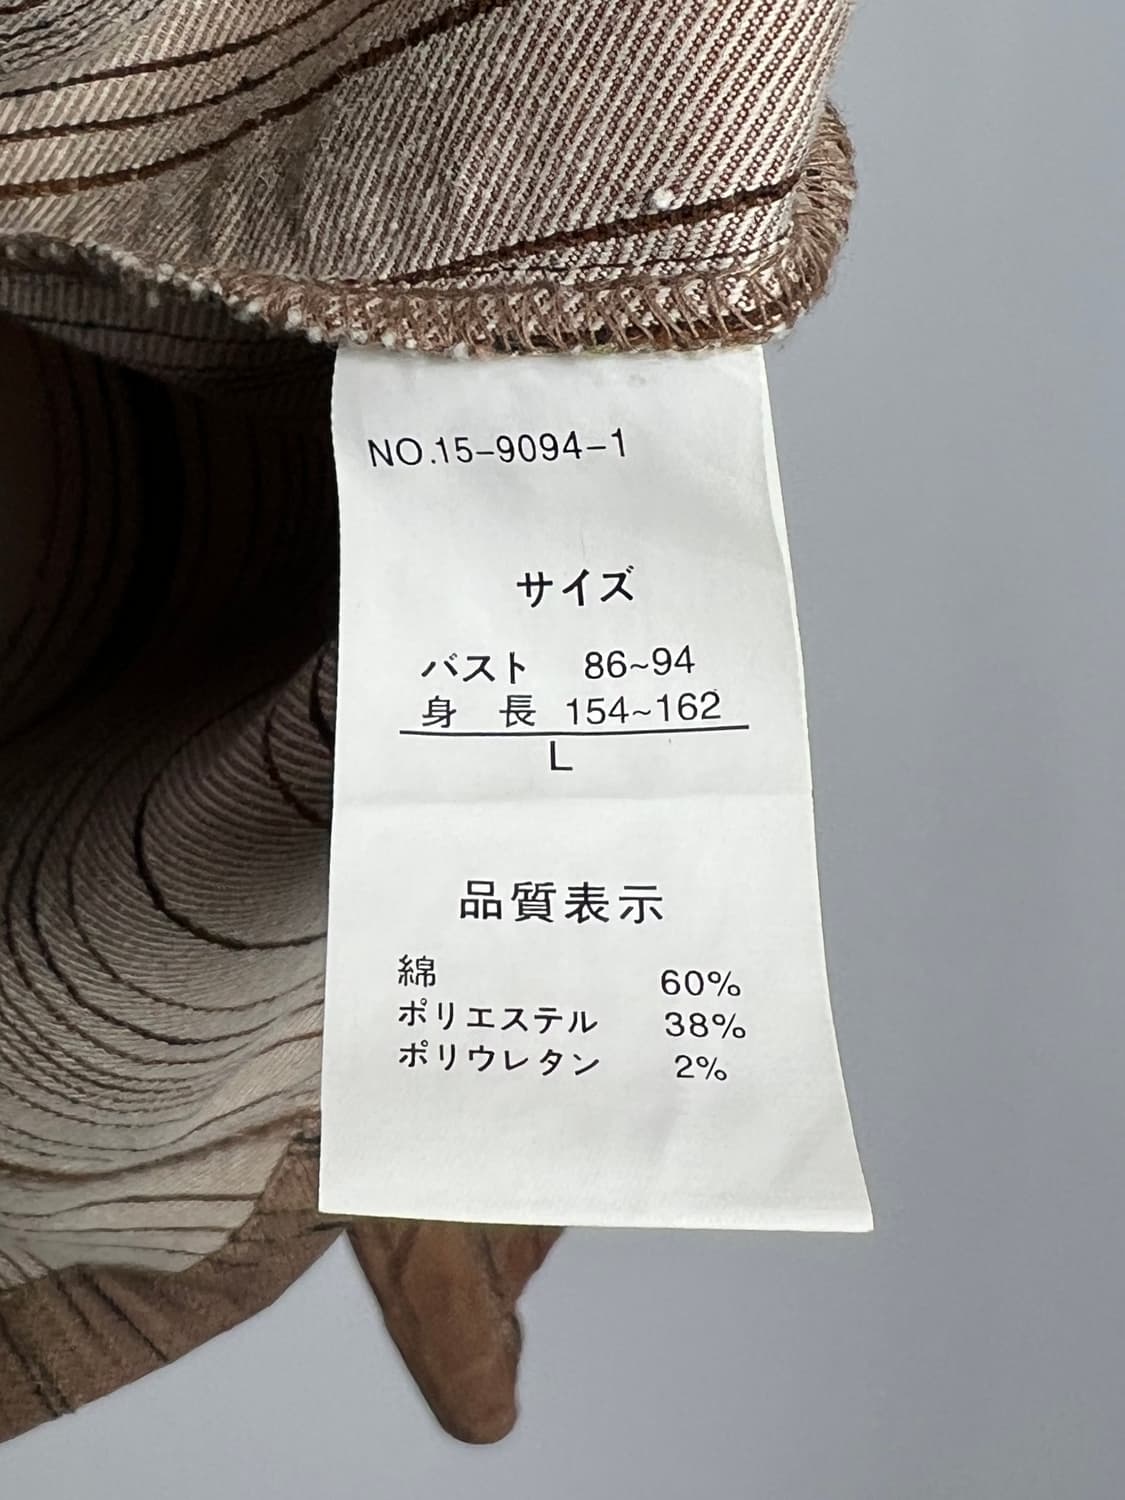 NO.15-9094-1
サイズ
バスト 86~94
身 長 154~162
L
品質表示
綿 60%
ポリエステル 38%
ポリウレタン 2%